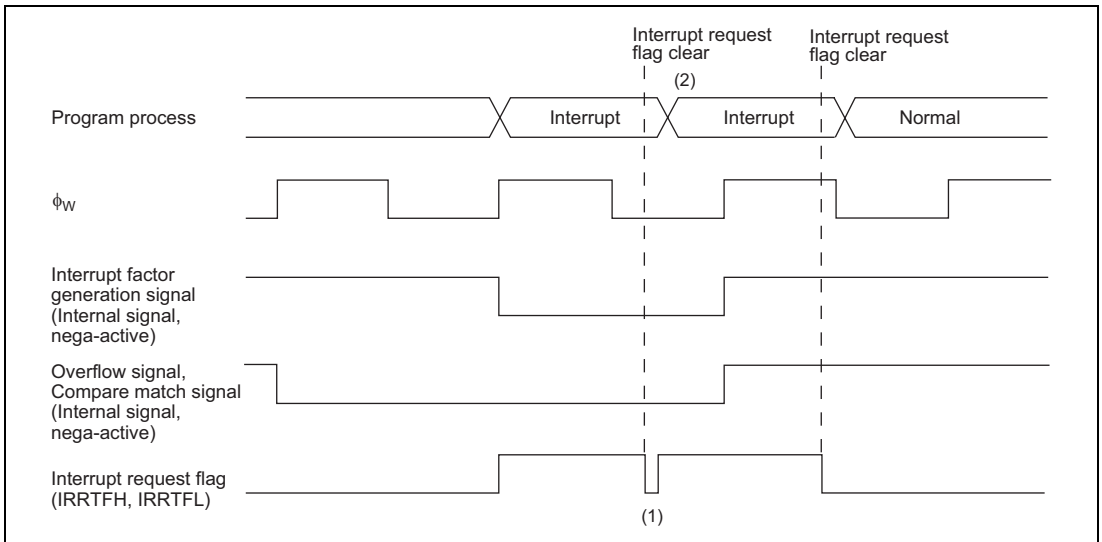 Interrupt request
flag clear
Interrupt request
flag clear
(2)
Program process
Interrupt
Interrupt
Normal
ϕW
Interrupt factor
generation signal
(Internal signal,
nega-active)
Overflow signal,
Compare match signal
(Internal signal,
nega-active)
Interrupt request flag
(IRRTFH, IRRTFL)
(1)